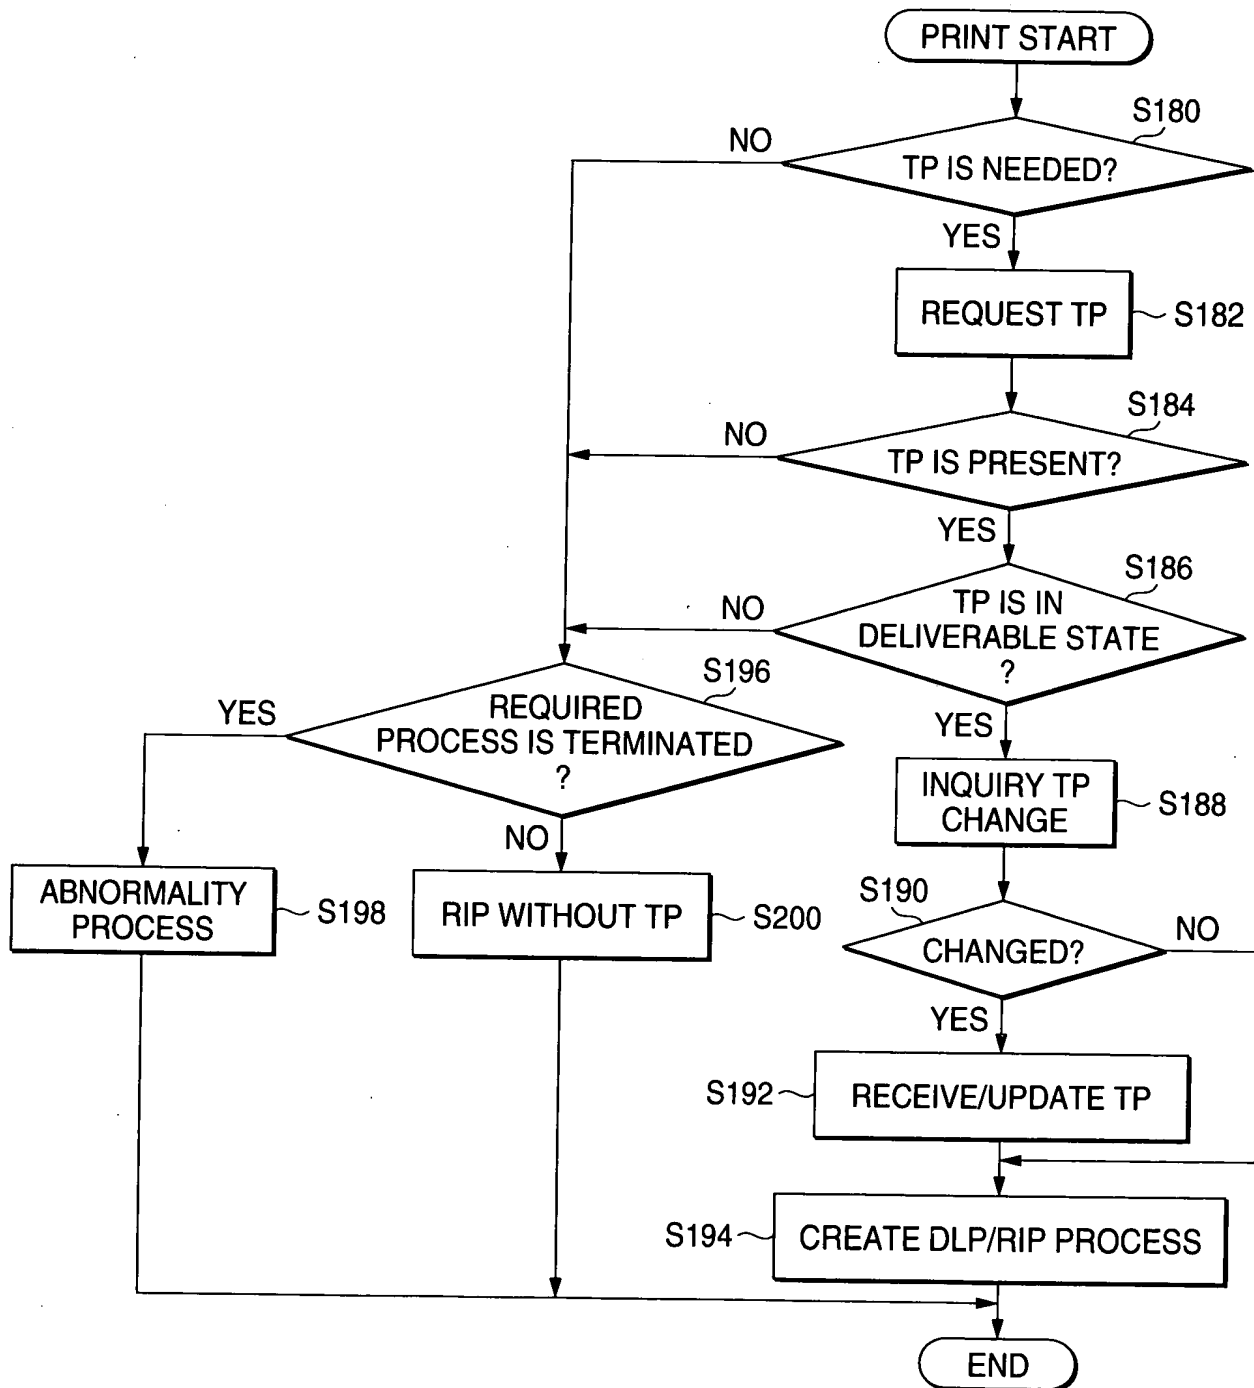 PRINT START
S180
NO
TP IS NEEDED?
YES
REQUEST TP
S182
S184
NO
TP IS PRESENT?
YES
S186
NO
TP IS IN
DELIVERABLE STATE
?
S196
YES
REQUIRED
PROCESS IS TERMINATED
?
YES
INQUIRY TP
CHANGE
S188
NO
ABNORMALITY
PROCESS
S198
RIP WITHOUT TP
S200
S190
CHANGED?
NO
YES
S192
RECEIVE/UPDATE TP
S194
CREATE DLP/RIP PROCESS
END